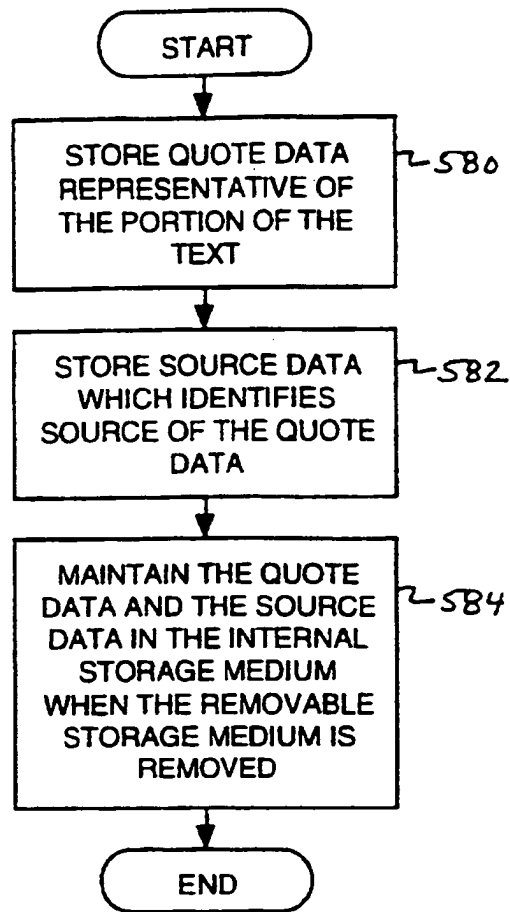 START
STORE QUOTE DATA
REPRESENTATIVE OF
THE PORTION OF THE
TEXT
580
STORE SOURCE DATA
WHICH IDENTIFIES
SOURCE OF THE QUOTE
DATA
582
MAINTAIN THE QUOTE
DATA AND THE SOURCE
DATA IN THE INTERNAL
STORAGE MEDIUM
WHEN THE REMOVABLE
STORAGE MEDIUM IS
REMOVED
584
END